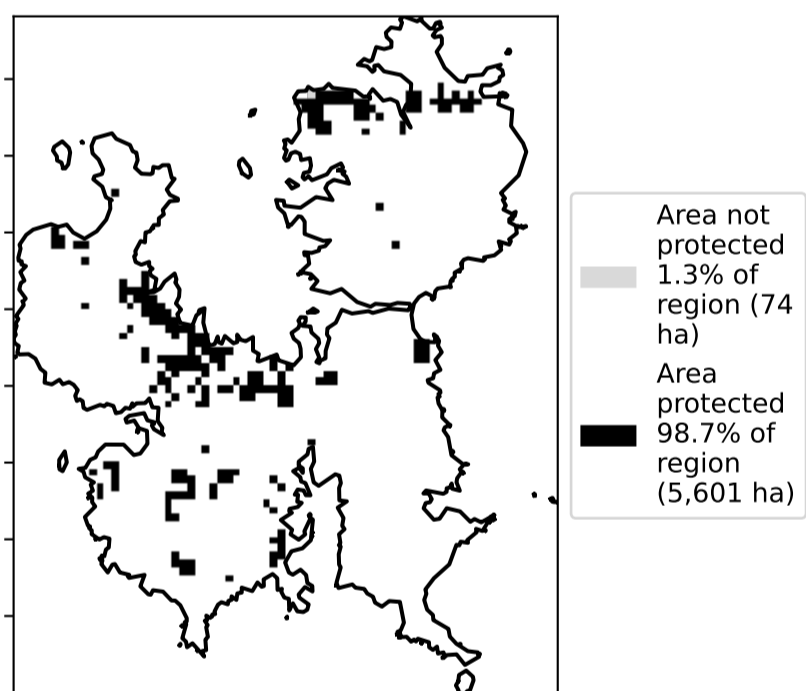 Area not
protected
1.3% of
region (74
ha)
Area
protected
98.7% of
region
(5,601 ha)